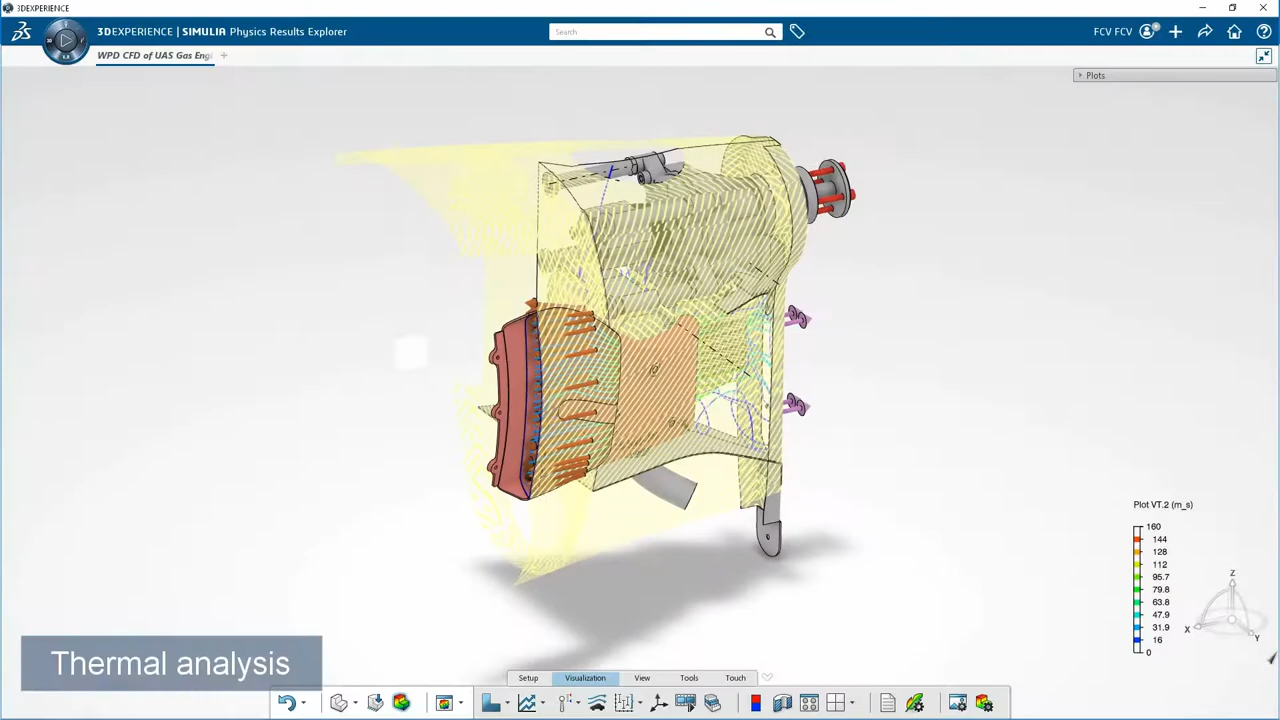 3DEXPERIENCE
3DEXPERIENCE | SIMULIA Physics Results Explorer
Search
FCV FCV
WPD CFD of UAS Gas Engi
Plots
Plot VT.2 (m_s)
160
144
128
112
95.7
79.8
63.8
47.9
31.9
16
0
Z
X
Y
Thermal analysis
Setup
Visualization
View
Tools
Touch